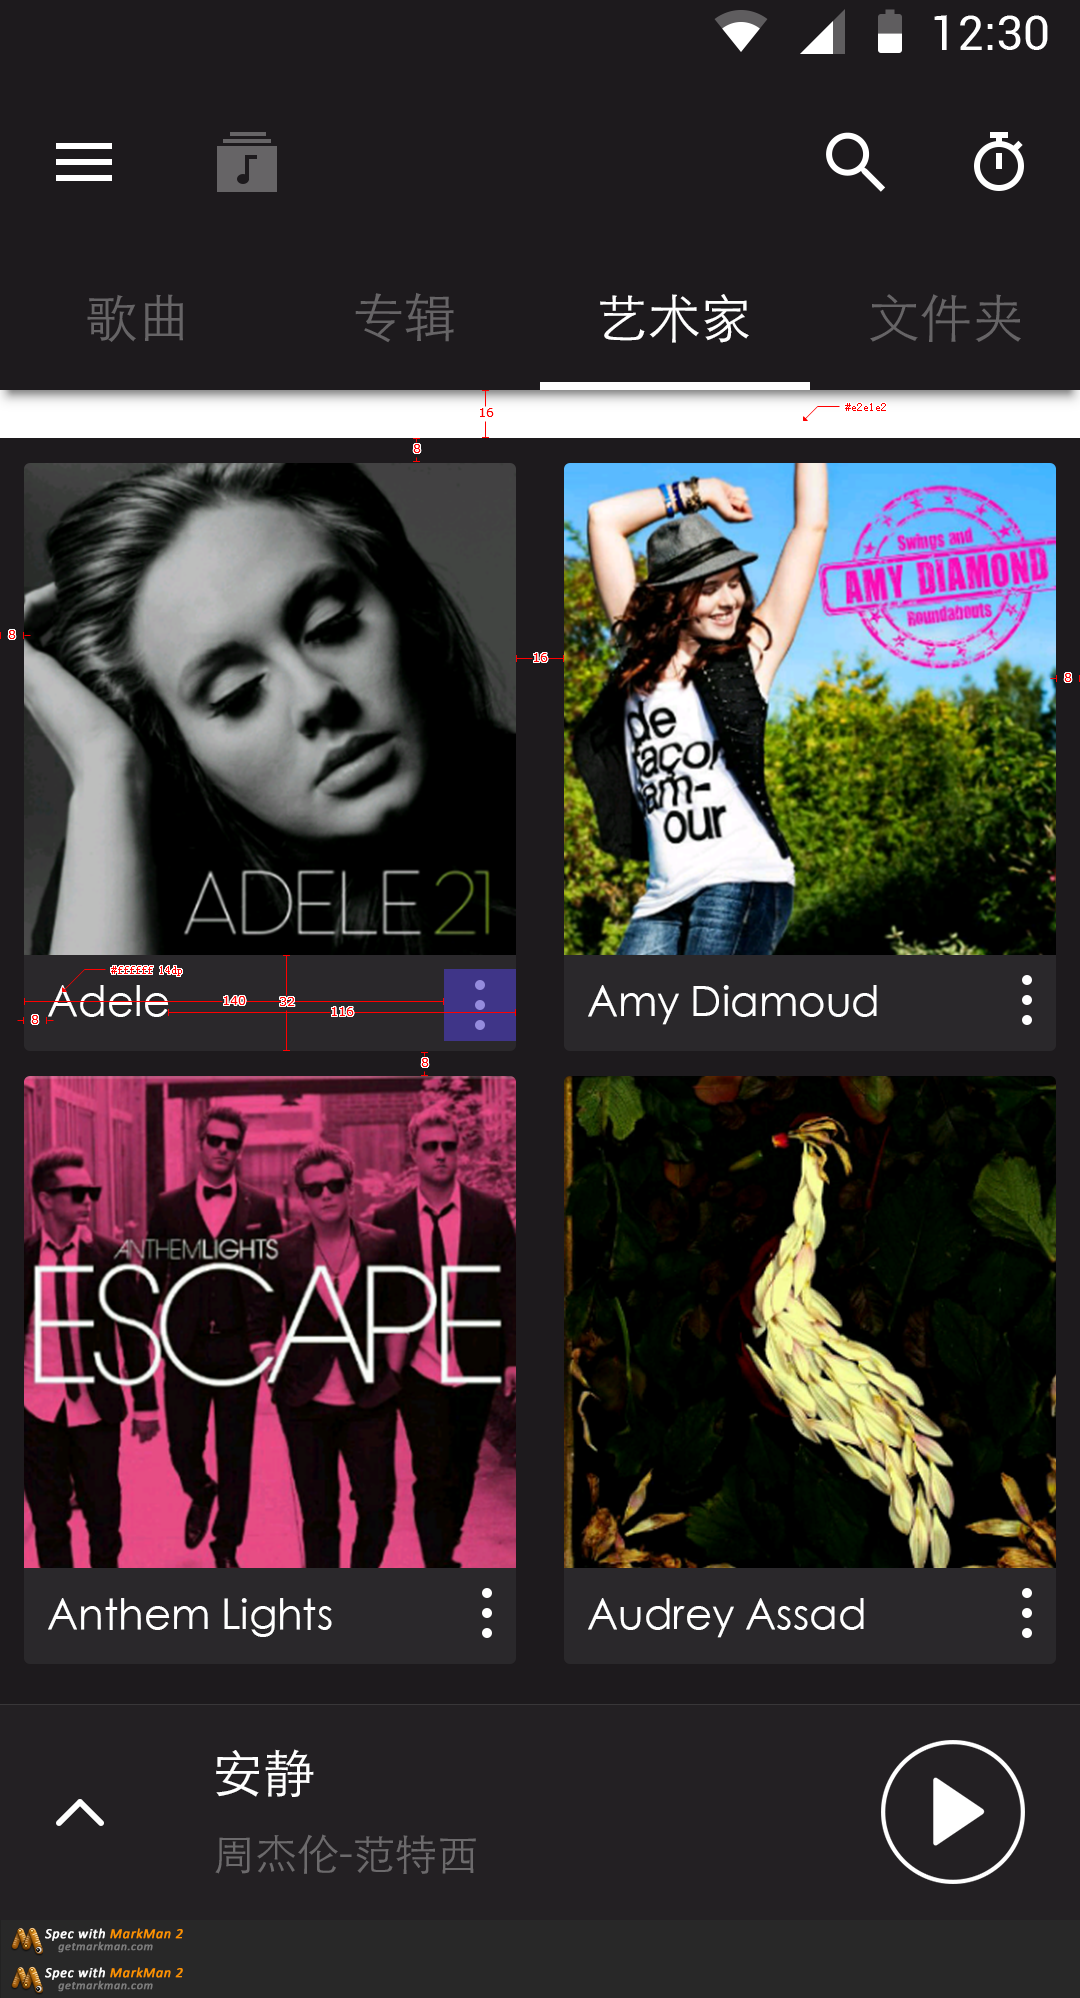 12:30
歌曲
专辑
艺术家
文件夹
16
#e2e1e2
8
Swings and
AMY DIAMOND
Roundabouts
8
16
8
de
façon
am-
our
ADELE 21
#ffffff 14dp
Adele
140
32
116
8
Amy Diamoud
8
ANTHEMLIGHTS
ESCAPE
Anthem Lights
Audrey Assad
安静
周杰伦-范特西
Spec with MarkMan 2
getmarkman.com
Spec with MarkMan 2
getmarkman.com